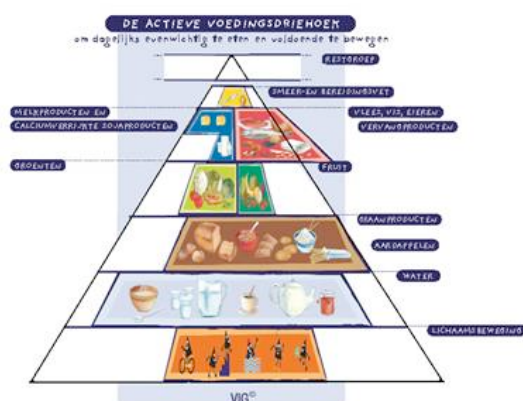 DE ACTIEVE VOEDINGSDRIEHOEK
om dagelijks evenwichtig te eten en voldoende te bewegen
RESTGROEP
SMEER-EN BEREIDINGSVET
MELKPRODUCTEN EN
CALCIUMVERRIJKTE SOJAPRODUCTEN
VLEES, VIS, EIEREN
VERVANGPRODUCTEN
GROENTEN
FRUIT
GRAANPRODUCTEN
AARDAPPELEN
WATER
LICHAAMSBEWEGING
VIG©